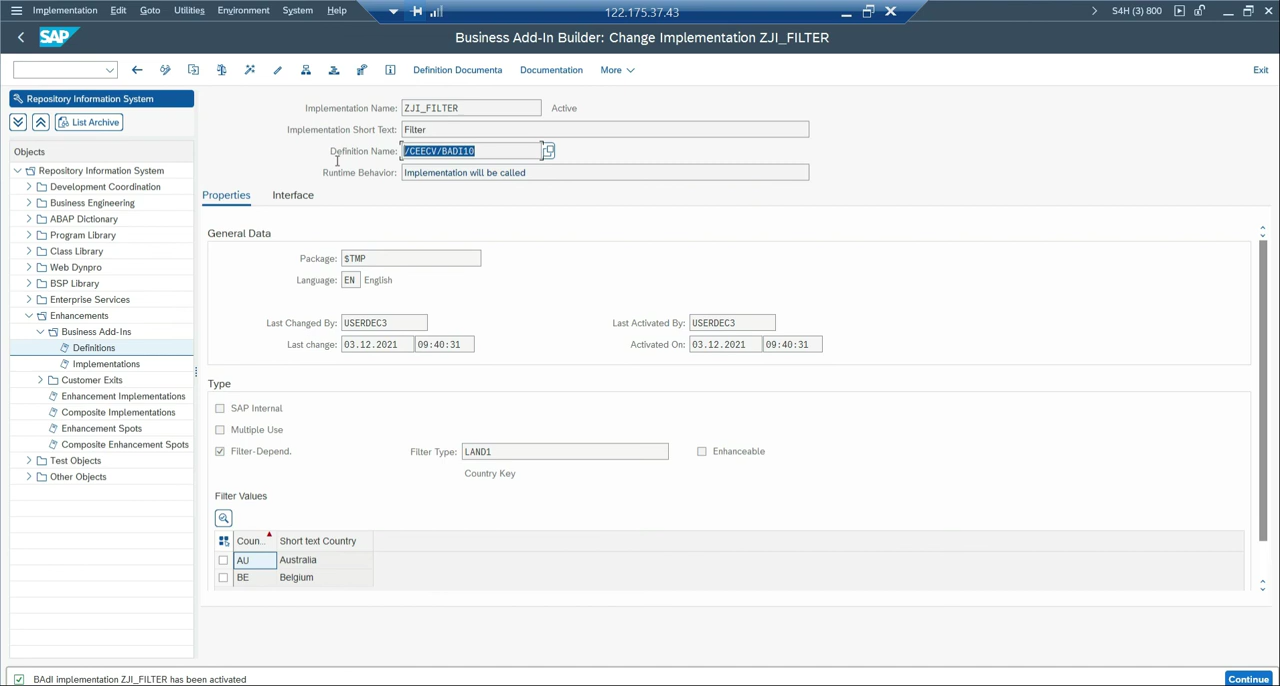 Implementation Edit Goto Utilities Environment System Help
122.175.37.43
S4H (3) 800
SAP
Business Add-In Builder: Change Implementation ZJI_FILTER
Definition Documenta Documentation More Exit
Repository Information System
List Archive
Objects
Repository Information System
Development Coordination
Business Engineering
ABAP Dictionary
Program Library
Class Library
Web Dynpro
BSP Library
Enterprise Services
Enhancements
Business Add-Ins
Definitions
Implementations
Customer Exits
Enhancement Implementations
Composite Implementations
Enhancement Spots
Composite Enhancement Spots
Test Objects
Other Objects
Implementation Name: ZJI_FILTER Active
Implementation Short Text: Filter
Definition Name: /CEECV/BADI10
Runtime Behavior: Implementation will be called
Properties Interface
General Data
Package: $TMP
Language: EN English
Last Changed By: USERDEC3 Last Activated By: USERDEC3
Last change: 03.12.2021 09:40:31 Activated On: 03.12.2021 09:40:31
Type
SAP Internal
Multiple Use
Filter-Depend. Filter Type: LAND1 Enhanceable
Country Key
Filter Values
Coun... Short text Country
AU Australia
BE Belgium
BAdI implementation ZJI_FILTER has been activated
Continue